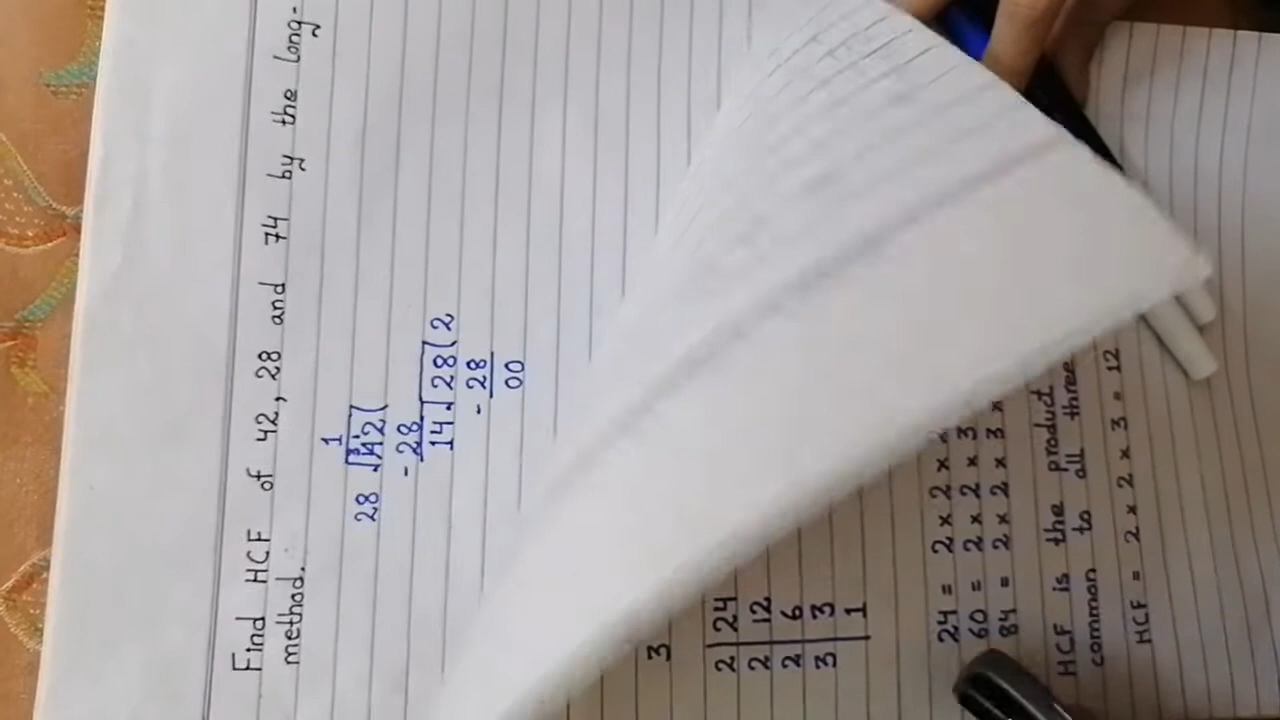 Find HCF of 42, 28 and 74 by the long-
method.
1
28 42
- 28
14 28 2
- 28
00
3
2 24
2 12
2 6
3 3
1
24 = 2 x 2 x
60 = 2 x 2 x 3
84 = 2 x 2 x 3 x
HCF is the product
common to all three
HCF = 2 x 2 x 3 = 12